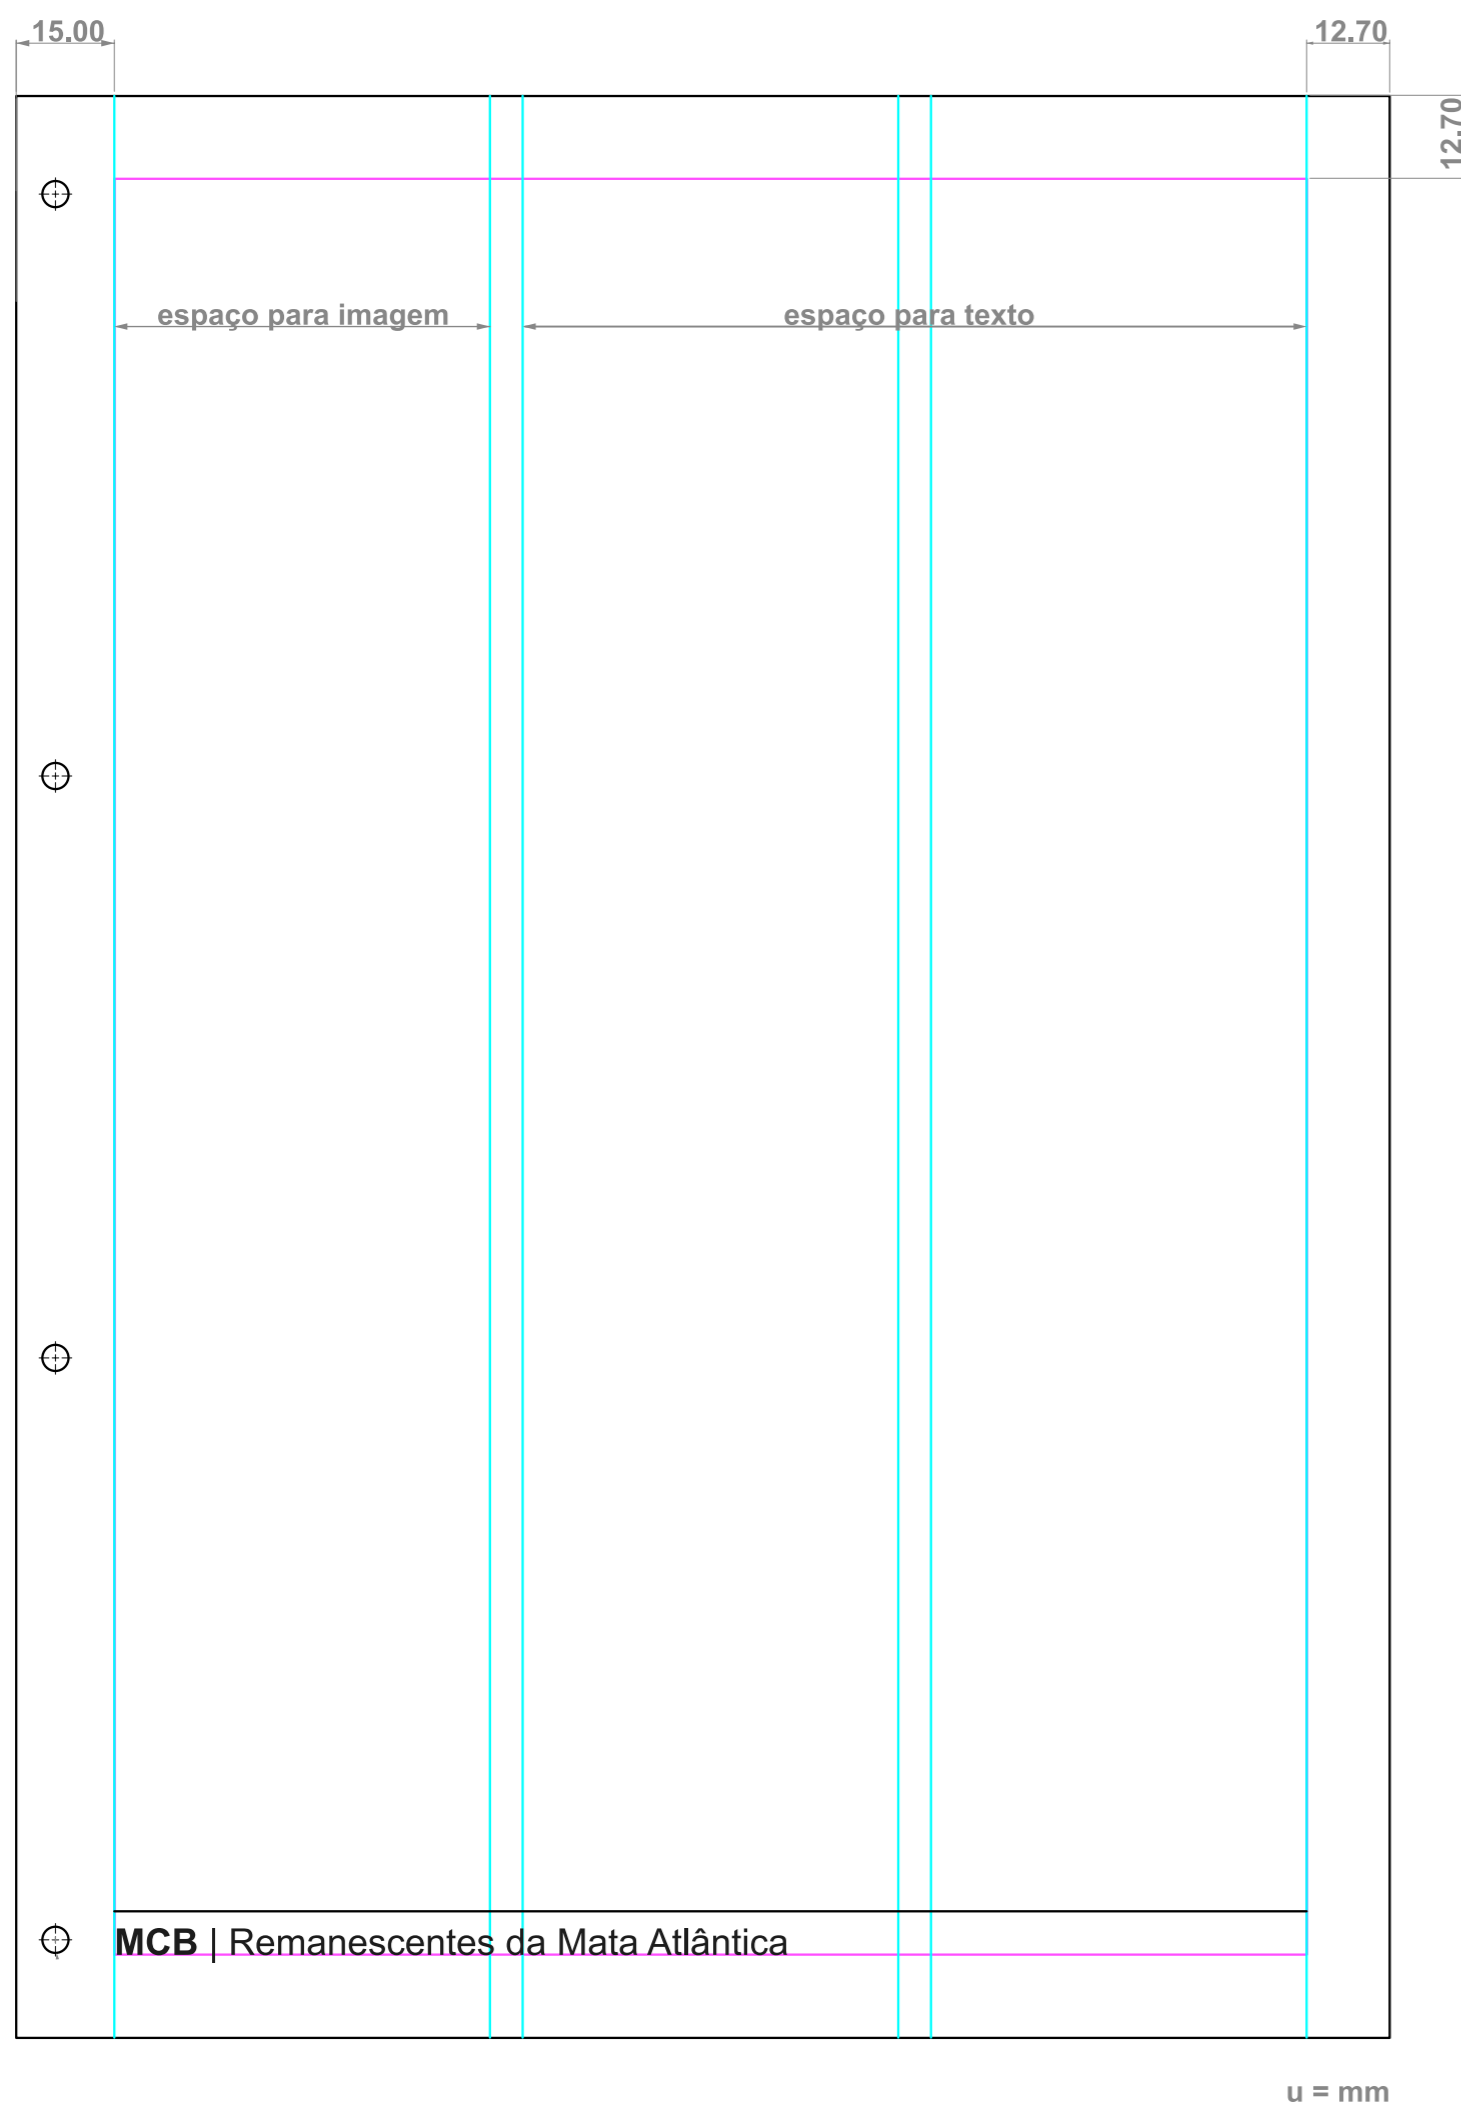 15.00
12.70
12.70
espaço para imagem
espaço para texto
MCB | Remanescentes da Mata Atlântica
u = mm